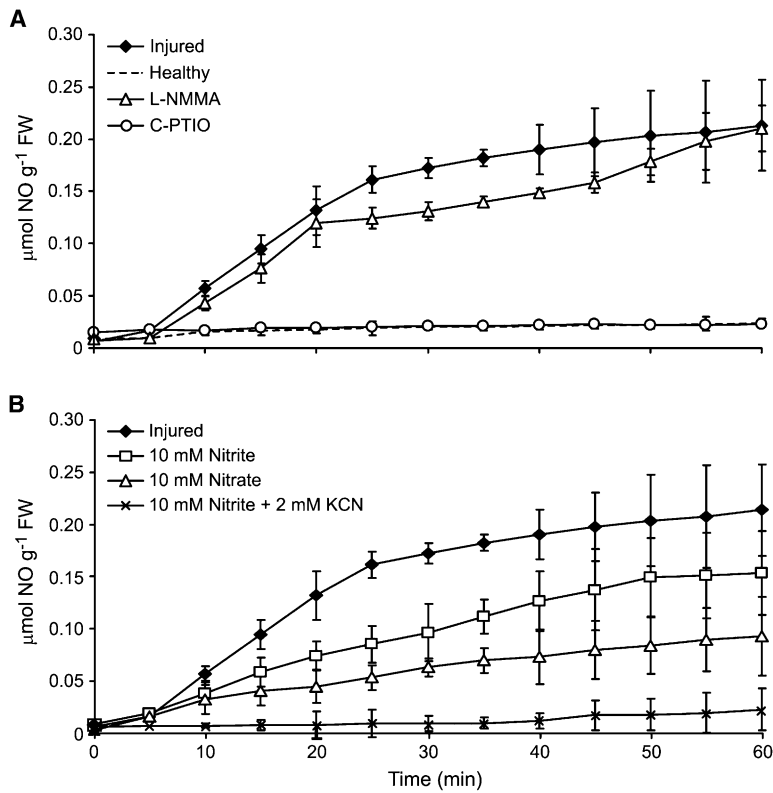 A
0.30
0.25
0.20
0.15
0.10
0.05
0
µmol NO g⁻¹ FW
Injured
Healthy
L-NMMA
C-PTIO
B
0.30
0.25
0.20
0.15
0.10
0.05
0
µmol NO g⁻¹ FW
Injured
10 mM Nitrite
10 mM Nitrate
10 mM Nitrite + 2 mM KCN
0 10 20 30 40 50 60
Time (min)